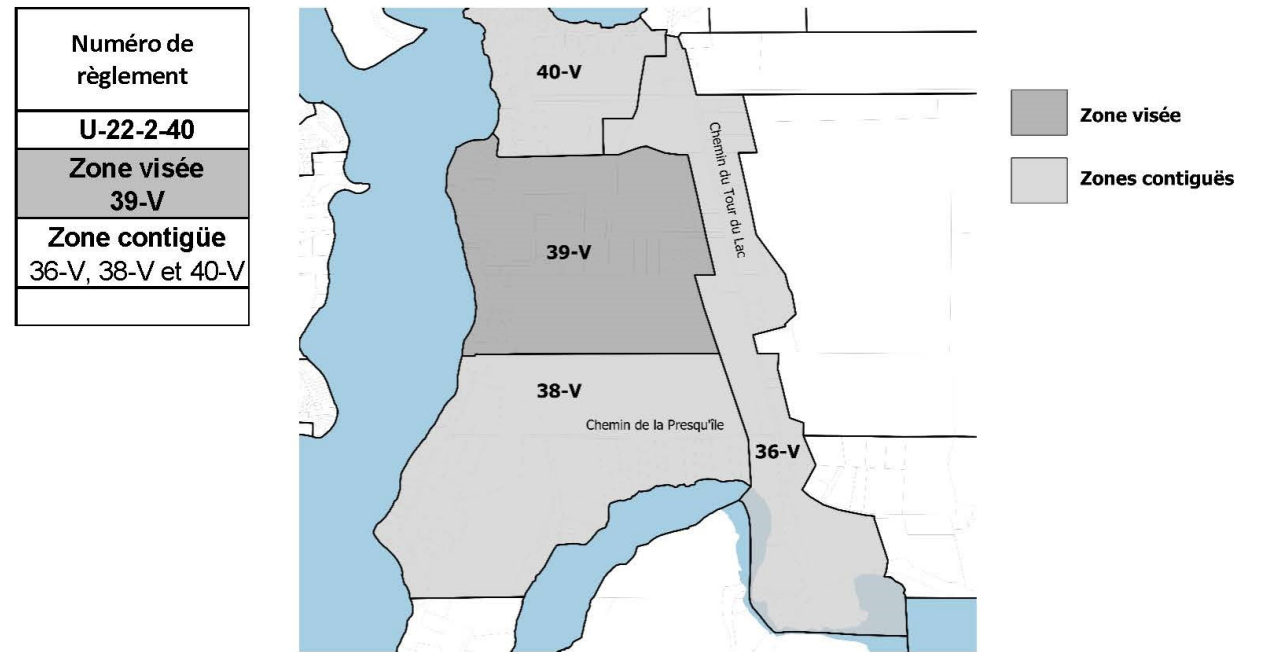 Numéro de
règlement
U-22-2-40
Zone visée
39-V
Zone contigüe
36-V, 38-V et 40-V
40-V
Chemin du Tour du Lac
39-V
38-V
Chemin de la Presqu'île
36-V
Zone visée
Zones contiguës